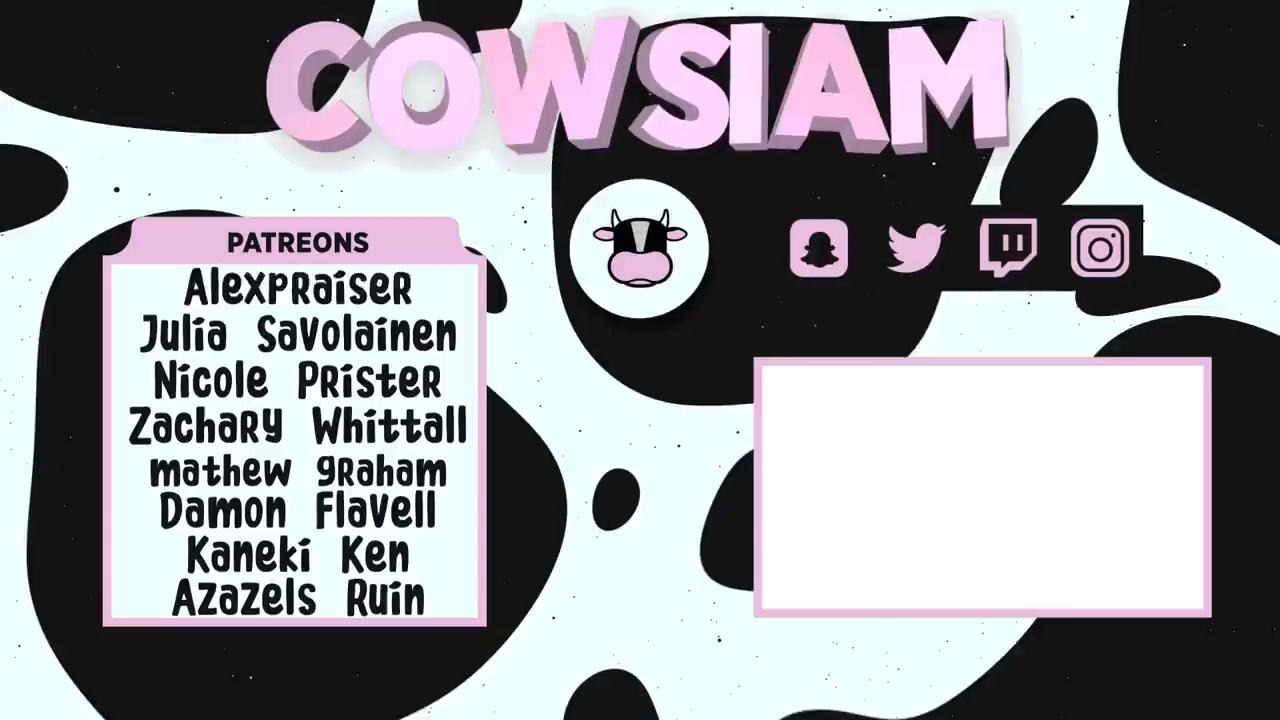 COWSIAM
PATREONS
Alexpraiser
Julia Savolainen
Nicole Prister
Zachary Whittall
mathew graham
Damon Flavell
Kaneki Ken
Azazels Ruin